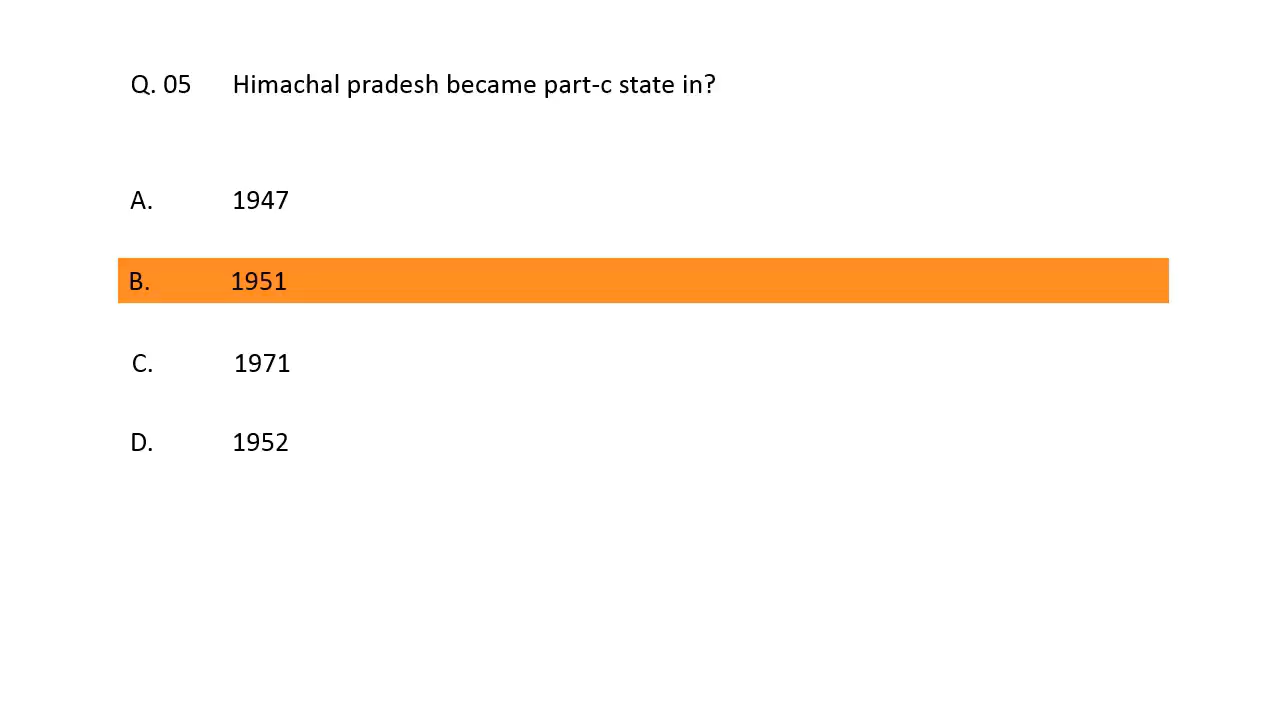 Q. 05 Himachal pradesh became part-c state in?
A. 1947
B. 1951
C. 1971
D. 1952